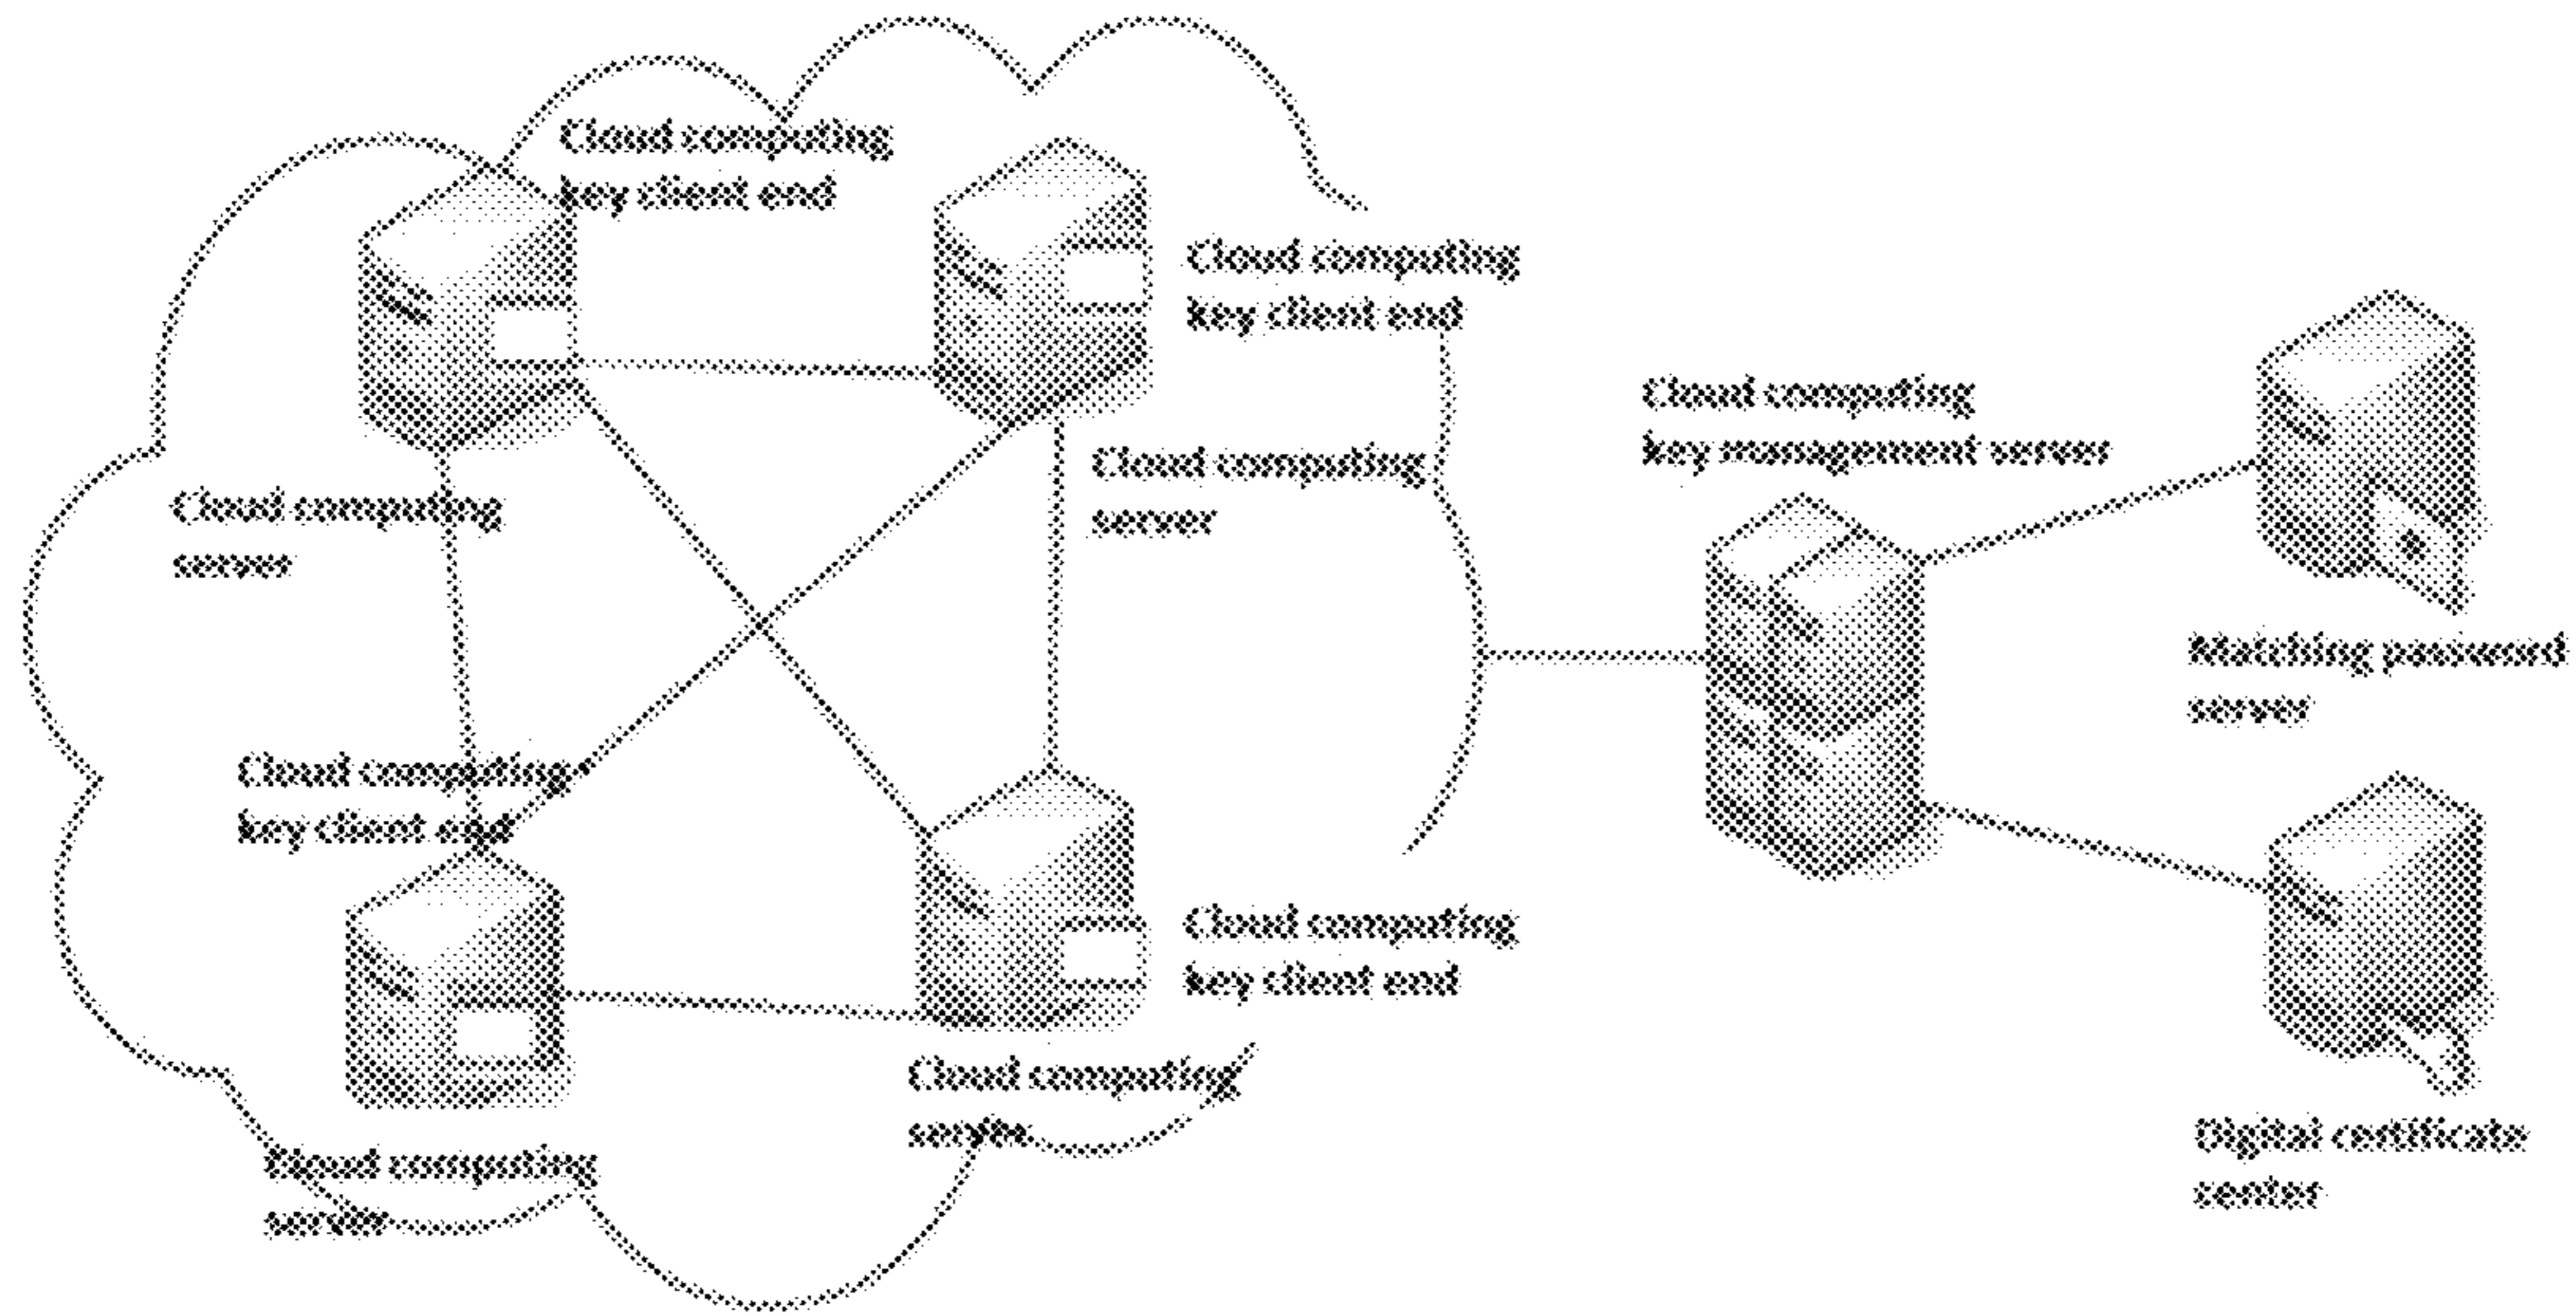 Cloud computing
key client end
Cloud computing
key client end
Cloud computing
key management server
Cloud computing
server
Cloud computing
server
Matching password
server
Cloud computing
key client end
Cloud computing
key client end
Cloud computing
server
Digital certificate
center
Cloud computing
server